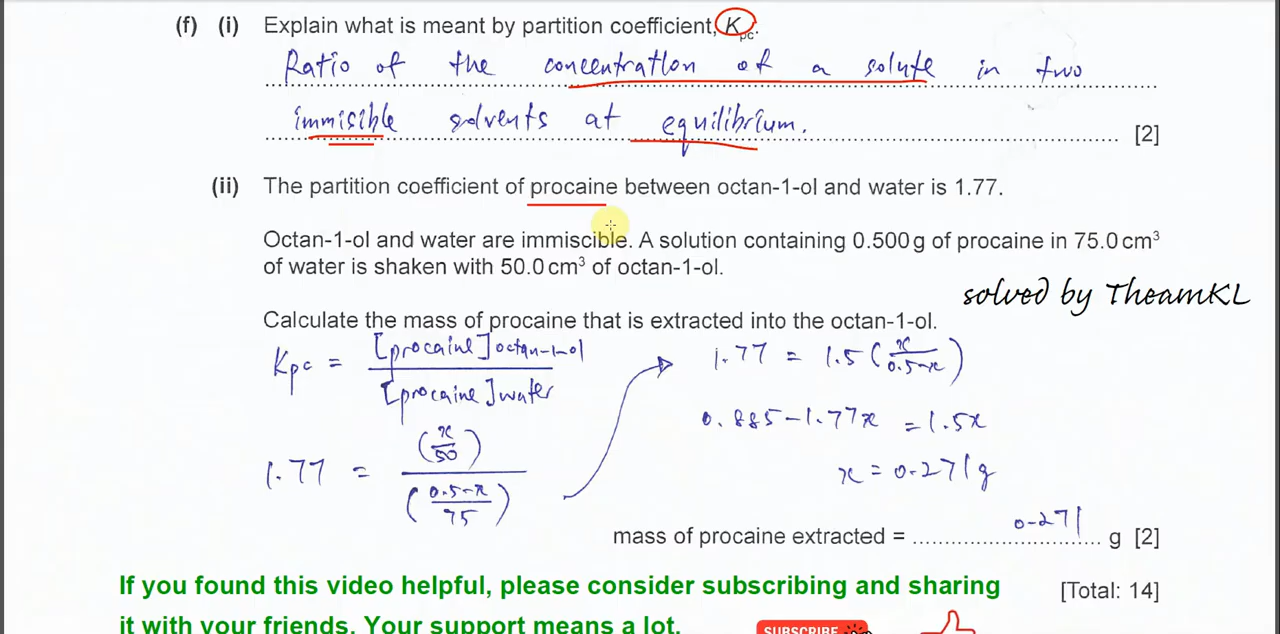 (f) (i) Explain what is meant by partition coefficient, Kpc.
Ratio of the concentration of a solute in two
immisible solvents at equilibrium.
[2]
(ii) The partition coefficient of procaine between octan-1-ol and water is 1.77.
Octan-1-ol and water are immiscible. A solution containing 0.500 g of procaine in 75.0 cm³
of water is shaken with 50.0 cm³ of octan-1-ol.
solved by TheamKL
Calculate the mass of procaine that is extracted into the octan-1-ol.
Kpc = [procaine]octan-1-ol / [procaine]water
1.77 = (x/50) / (0.5-x/75)
1.77 = 1.5(x/0.5-x)
0.885-1.77x = 1.5x
x = 0.271g
mass of procaine extracted = 0.271 g [2]
If you found this video helpful, please consider subscribing and sharing
[Total: 14]
it with your friends. Your support means a lot.
SUBSCRIBE